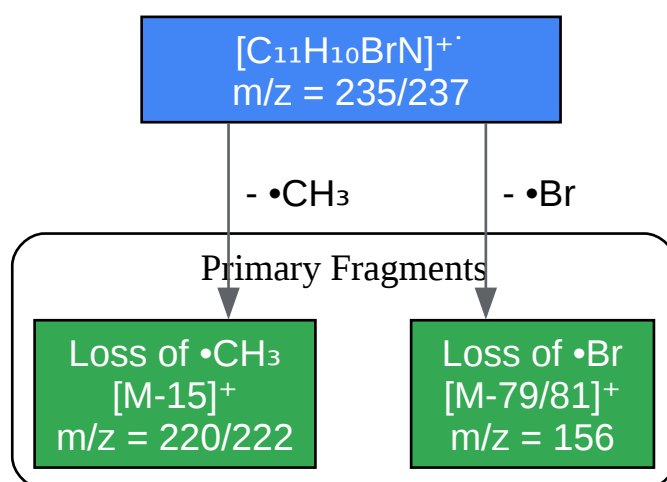 [C₁₁H₁₀BrN]⁺˙
m/z = 235/237
- •CH₃
- •Br
Primary Fragments
Loss of •CH₃
[M-15]⁺
m/z = 220/222
Loss of •Br
[M-79/81]⁺
m/z = 156